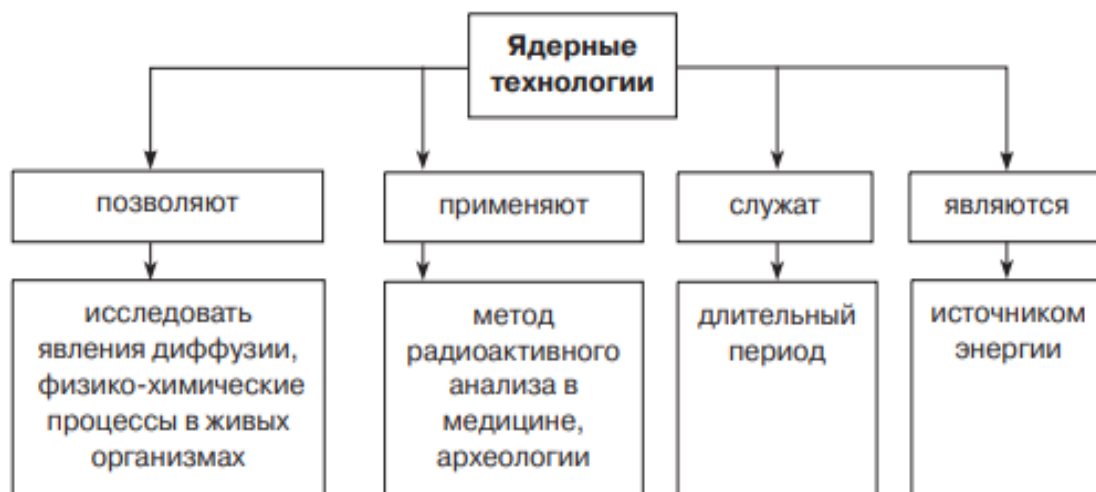 Ядерные
технологии
позволяют
применяют
служат
являются
исследовать
явления диффузии,
физико-химические
процессы в живых
организмах
метод
радиоактивного
анализа в
медицине,
археологии
длительный
период
источником
энергии